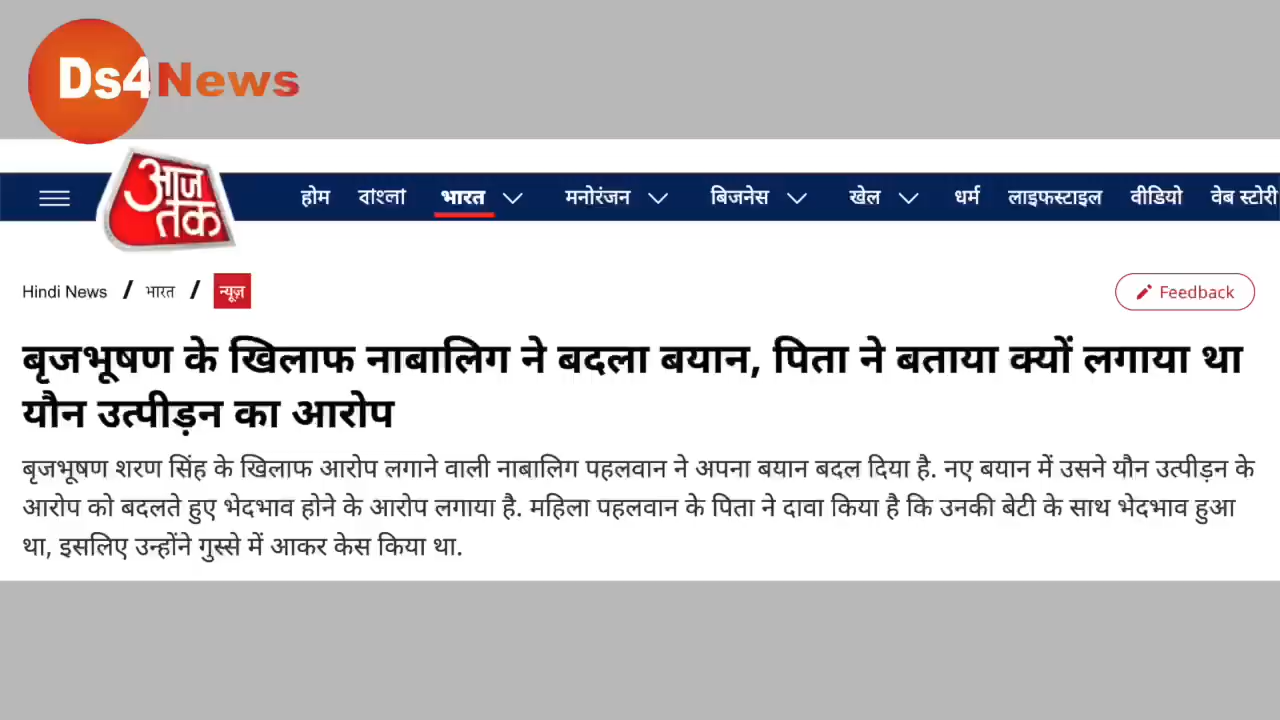 Ds4News
आज
तक
होम বাংলা भारत मनोरंजन बिजनेस खेल धर्म लाइफस्टाइल वीडियो वेब स्टोरी
Hindi News / भारत / न्यूज़
Feedback
बृजभूषण के खिलाफ नाबालिग ने बदला बयान, पिता ने बताया क्यों लगाया था
यौन उत्पीड़न का आरोप
बृजभूषण शरण सिंह के खिलाफ आरोप लगाने वाली नाबालिग पहलवान ने अपना बयान बदल दिया है. नए बयान में उसने यौन उत्पीड़न के
आरोप को बदलते हुए भेदभाव होने के आरोप लगाया है. महिला पहलवान के पिता ने दावा किया है कि उनकी बेटी के साथ भेदभाव हुआ
था, इसलिए उन्होंने गुस्से में आकर केस किया था.